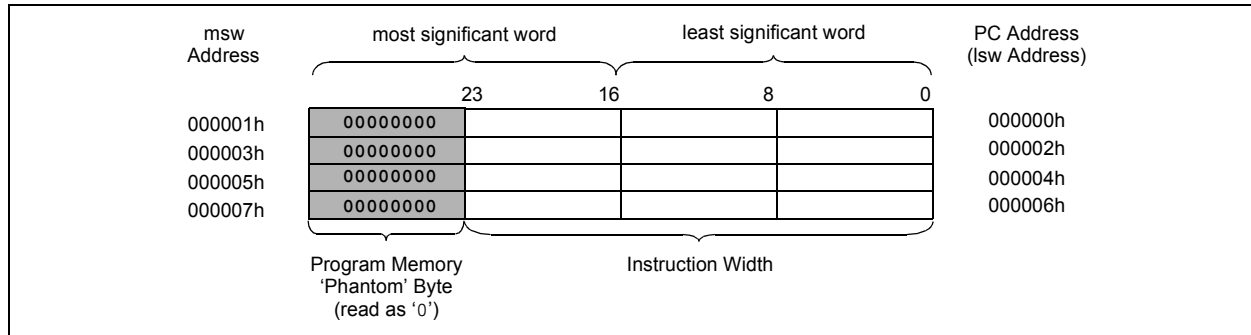 msw
Address
most significant word
least significant word
PC Address
(lsw Address)
23
16
8
0
000001h
00000000
000000h
000003h
00000000
000002h
000005h
00000000
000004h
000007h
00000000
000006h
Program Memory
‘Phantom’ Byte
(read as ‘0’)
Instruction Width